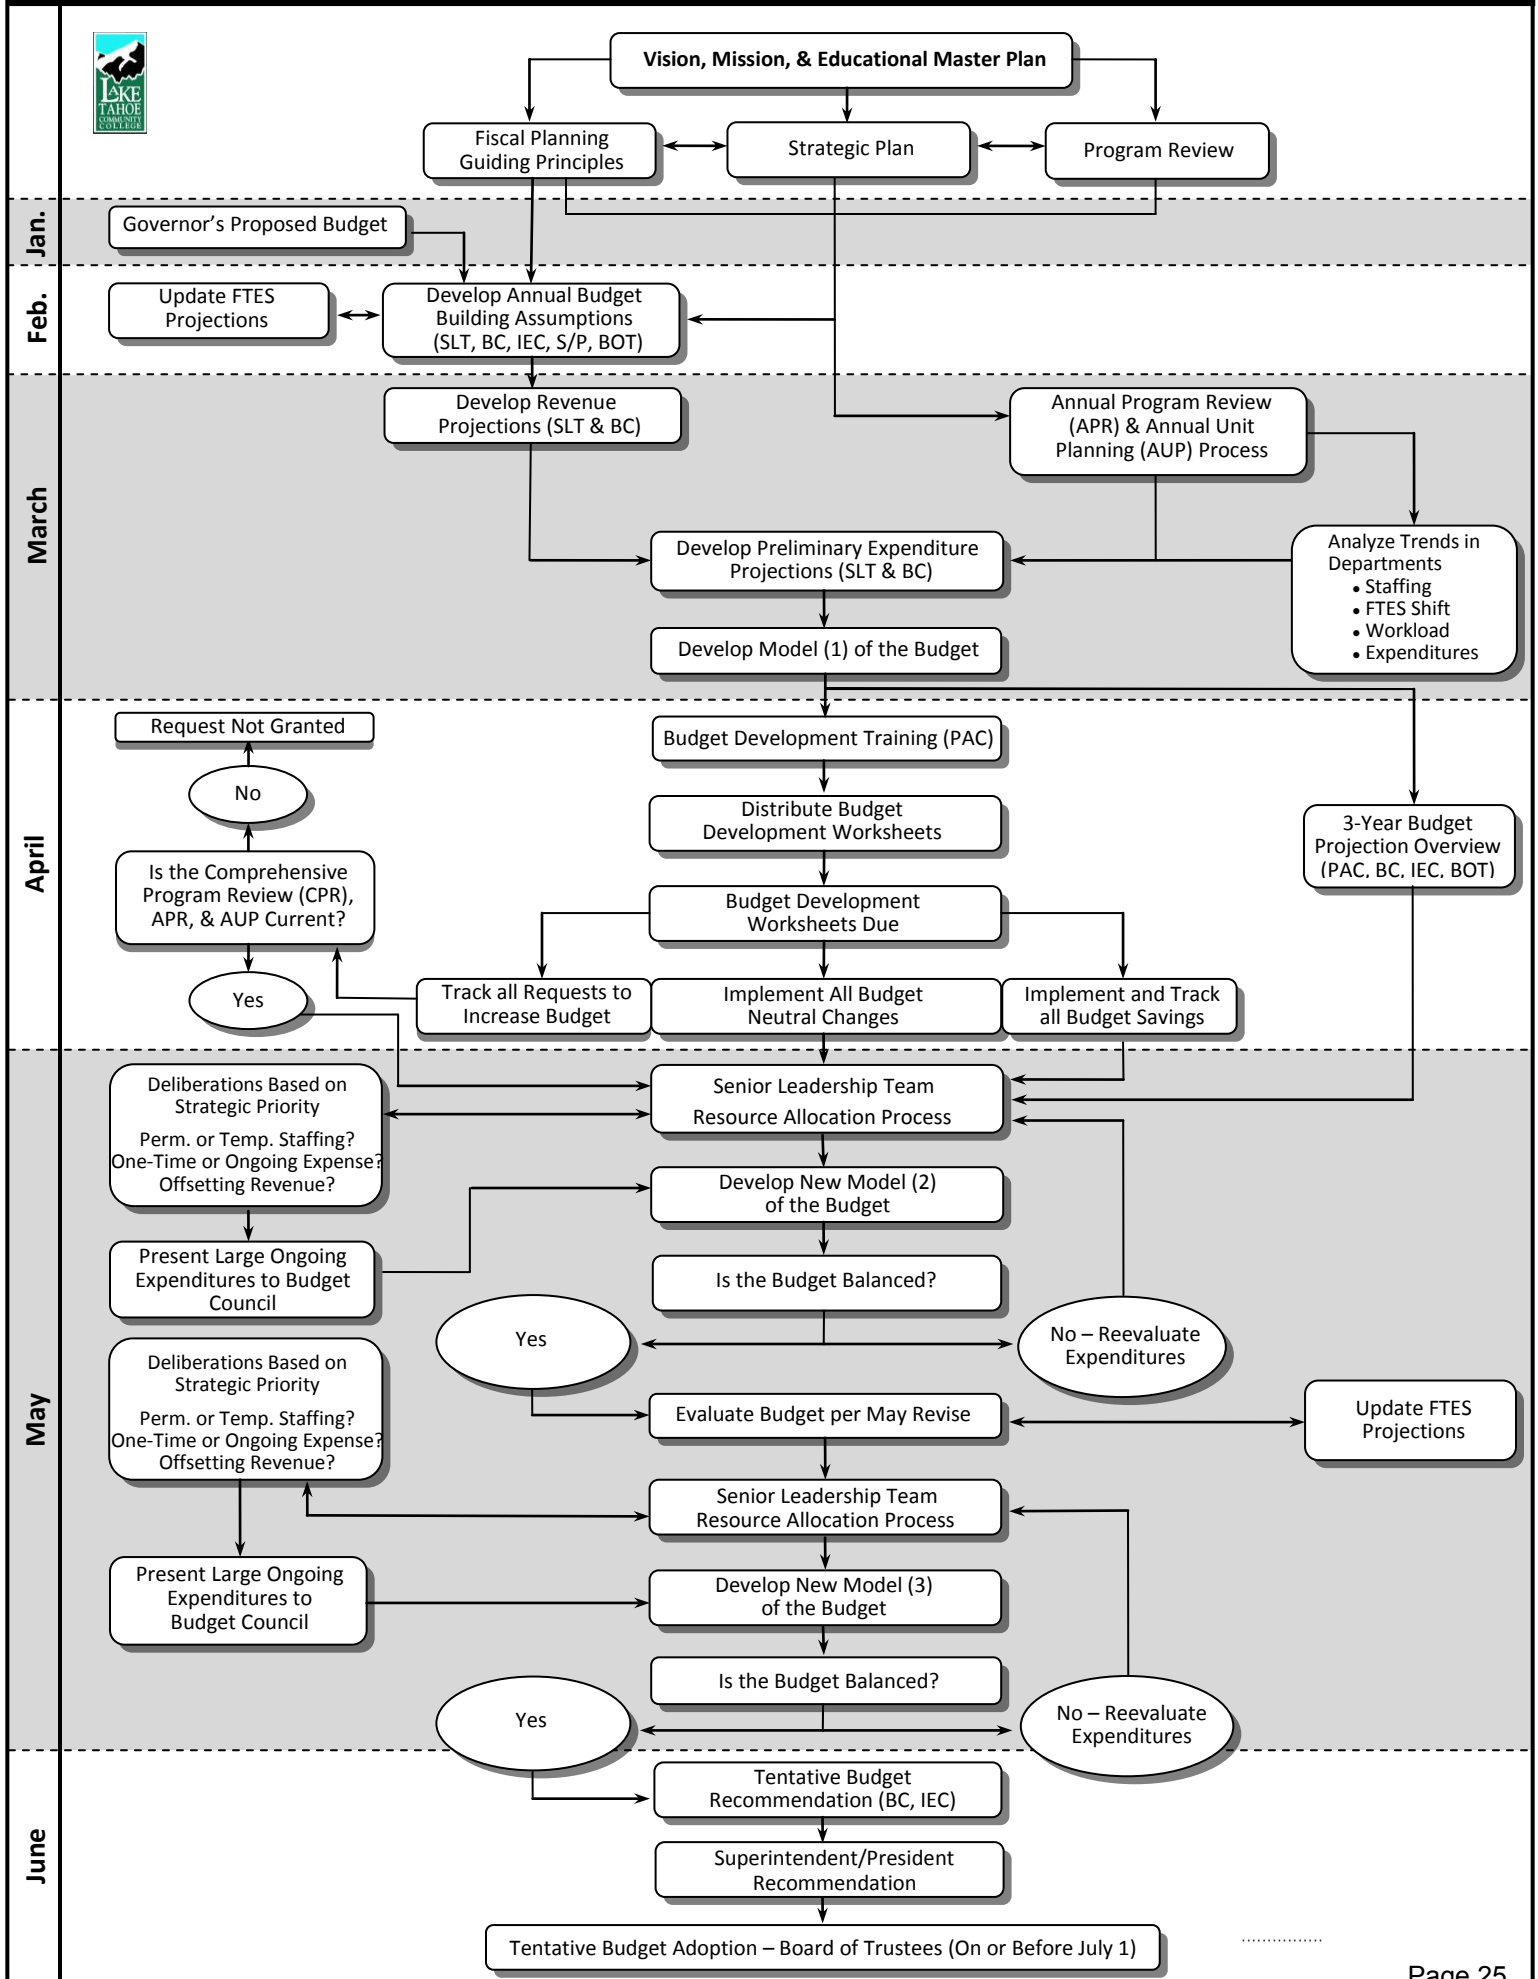 LAKE
TAHOE
COMMUNITY
COLLEGE
Vision, Mission, & Educational Master Plan
Fiscal Planning
Guiding Principles
Strategic Plan
Program Review
Jan.
Governor’s Proposed Budget
Feb.
Update FTES
Projections
Develop Annual Budget
Building Assumptions
(SLT, BC, IEC, S/P, BOT)
March
Develop Revenue
Projections (SLT & BC)
Annual Program Review
(APR) & Annual Unit
Planning (AUP) Process
Develop Preliminary Expenditure
Projections (SLT & BC)
Analyze Trends in
Departments
• Staffing
• FTES Shift
• Workload
• Expenditures
Develop Model (1) of the Budget
April
Request Not Granted
No
Is the Comprehensive
Program Review (CPR),
APR, & AUP Current?
Yes
Budget Development Training (PAC)
Distribute Budget
Development Worksheets
3-Year Budget
Projection Overview
(PAC, BC, IEC, BOT)
Budget Development
Worksheets Due
Track all Requests to
Increase Budget
Implement All Budget
Neutral Changes
Implement and Track
all Budget Savings
May
Deliberations Based on
Strategic Priority
Perm. or Temp. Staffing?
One-Time or Ongoing Expense?
Offsetting Revenue?
Senior Leadership Team
Resource Allocation Process
Develop New Model (2)
of the Budget
Present Large Ongoing
Expenditures to Budget
Council
Is the Budget Balanced?
Yes
No – Reevaluate
Expenditures
Deliberations Based on
Strategic Priority
Perm. or Temp. Staffing?
One-Time or Ongoing Expense?
Offsetting Revenue?
Evaluate Budget per May Revise
Update FTES
Projections
Senior Leadership Team
Resource Allocation Process
Present Large Ongoing
Expenditures to
Budget Council
Develop New Model (3)
of the Budget
Is the Budget Balanced?
Yes
No – Reevaluate
Expenditures
June
Tentative Budget
Recommendation (BC, IEC)
Superintendent/President
Recommendation
Tentative Budget Adoption – Board of Trustees (On or Before July 1)
................
Page 25